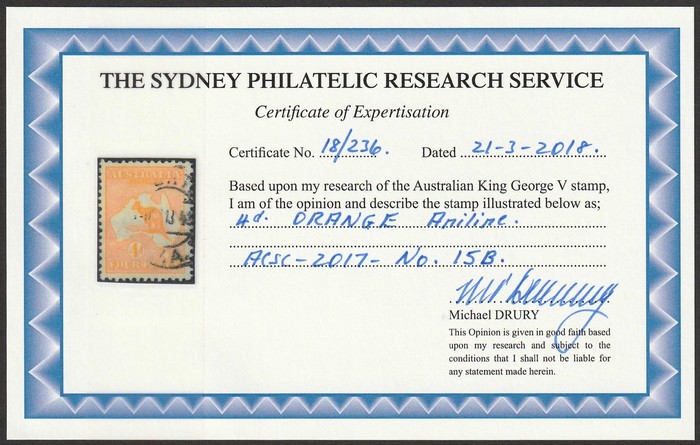 THE SYDNEY PHILATELIC RESEARCH SERVICE
Certificate of Expertisation
Certificate No. 18/236. Dated 21-3-2018.
Based upon my research of the Australian King George V stamp,
I am of the opinion and describe the stamp illustrated below as;
4d. ORANGE Aniline.
ACSC-2017- No. 15B.
Michael DRURY
This Opinion is given in good faith based
upon my research and subject to the
conditions that I shall not be liable for
any statement made herein.
AUSTRALIA